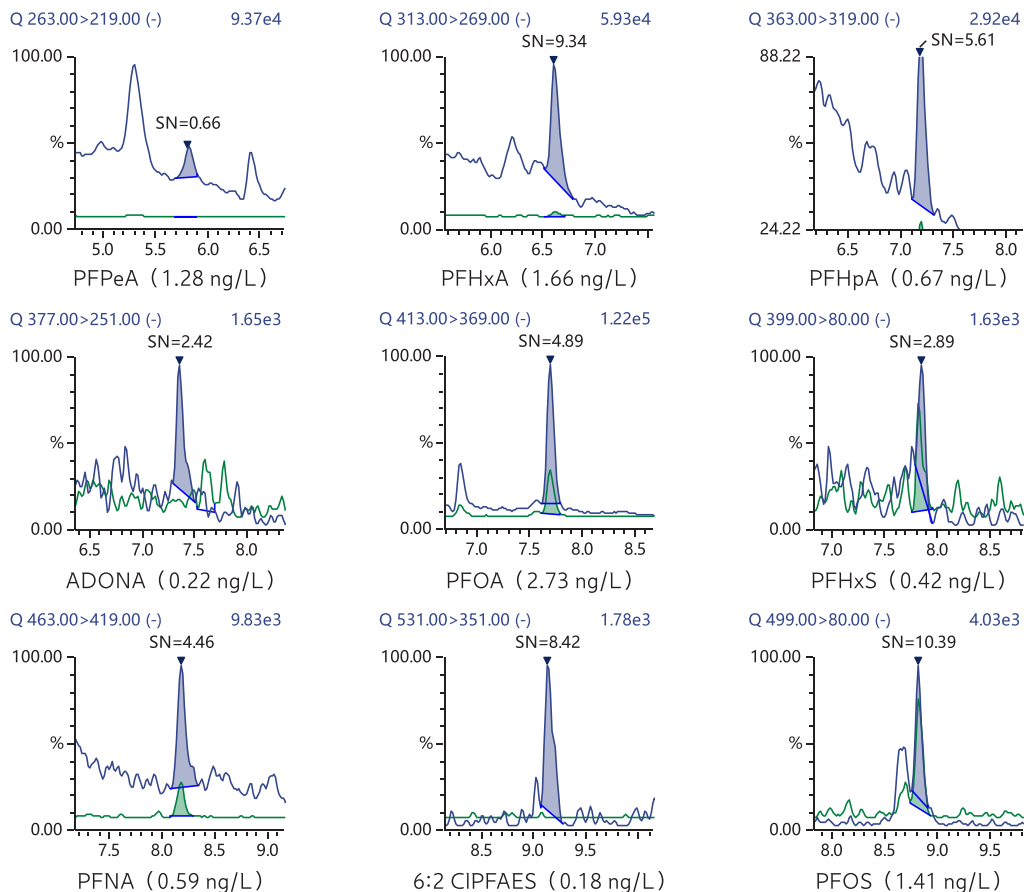 Q 263.00>219.00 (-) 9.37e4
SN=0.66
100.00
%
0.00
5.0 5.5 6.0 6.5
PFPeA (1.28 ng/L)
Q 313.00>269.00 (-) 5.93e4
SN=9.34
100.00
%
0.00
6.0 7.0
PFHxA (1.66 ng/L)
Q 363.00>319.00 (-) 2.92e4
SN=5.61
88.22
%
24.22
6.5 7.0 7.5 8.0
PFHpA (0.67 ng/L)
Q 377.00>251.00 (-) 1.65e3
SN=2.42
100.00
%
0.00
6.5 7.0 7.5 8.0
ADONA (0.22 ng/L)
Q 413.00>369.00 (-) 1.22e5
SN=4.89
100.00
%
0.00
7.0 7.5 8.0 8.5
PFOA (2.73 ng/L)
Q 399.00>80.00 (-) 1.63e3
SN=2.89
100.00
%
0.00
7.0 7.5 8.0 8.5
PFHxS (0.42 ng/L)
Q 463.00>419.00 (-) 9.83e3
SN=4.46
100.00
%
0.00
7.5 8.0 8.5 9.0
PFNA (0.59 ng/L)
Q 531.00>351.00 (-) 1.78e3
SN=8.42
100.00
%
0.00
8.5 9.0 9.5
6:2 ClPFAES (0.18 ng/L)
Q 499.00>80.00 (-) 4.03e3
SN=10.39
100.00
%
0.00
8.0 8.5 9.0 9.5
PFOS (1.41 ng/L)